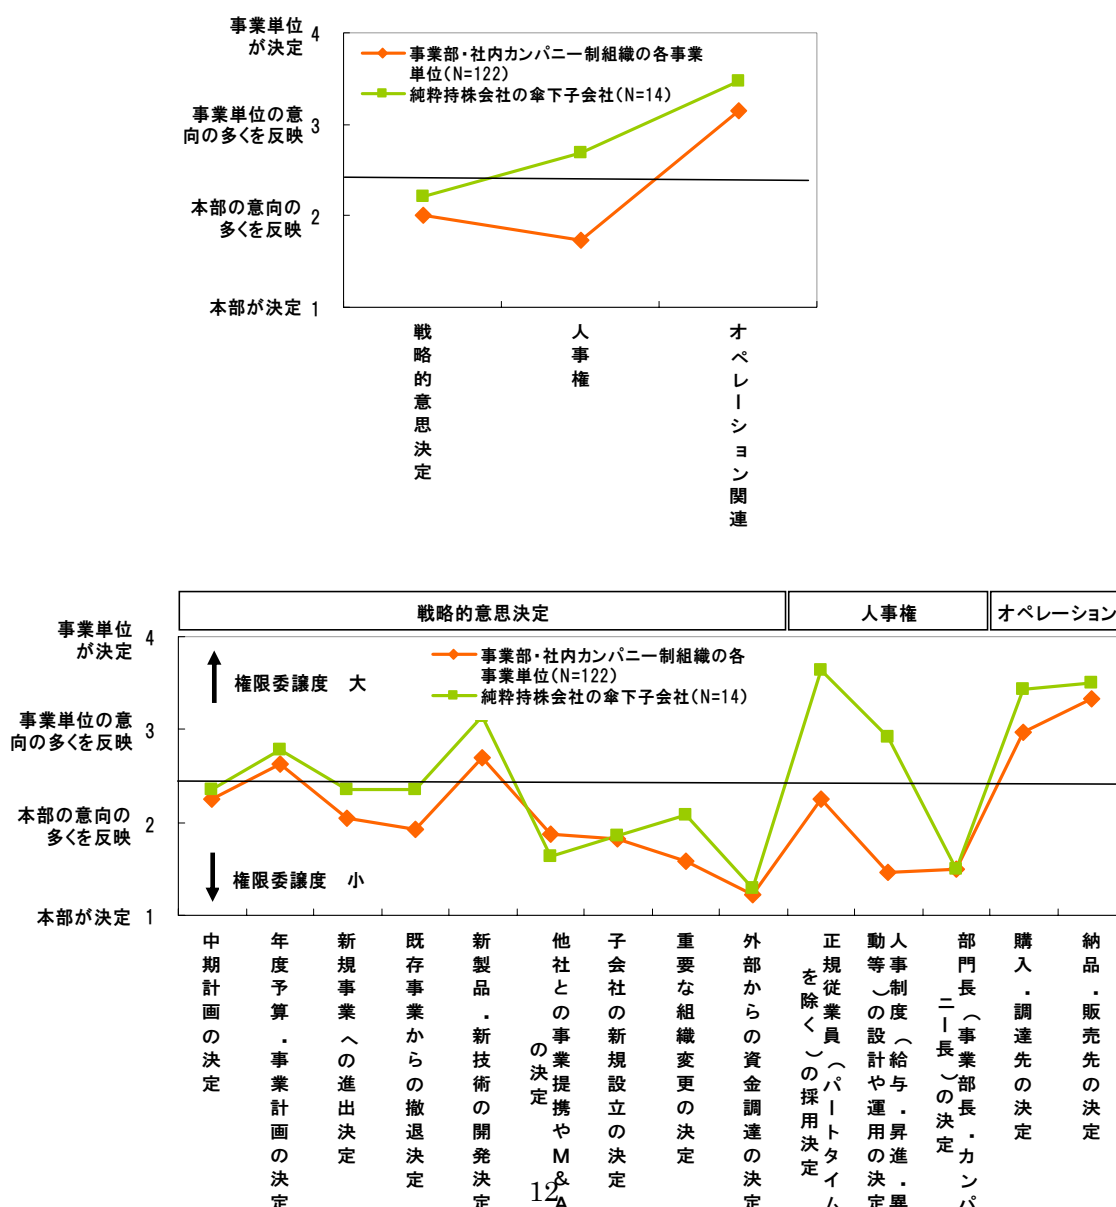 事業単位
が決定
4
事業単位の意
向の多くを反映
3
本部の意向の
多くを反映
2
本部が決定
1
事業部・社内カンパニー制組織の各事業
単位(N=122)
純粋持株会社の傘下子会社(N=14)
戦略的意思決定
人事権
オペレーション関連
戦略的意思決定
人事権
オペレーション
事業単位
が決定
4
事業単位の意
向の多くを反映
3
本部の意向の
多くを反映
2
本部が決定
1
権限委譲度 大
権限委譲度 小
事業部・社内カンパニー制組織の各
事業単位(N=122)
純粋持株会社の傘下子会社(N=14)
中期計画の決定
年度予算・事業計画の決定
新規事業への進出決定
既存事業からの撤退決定
新製品・新技術の開発決定
他社との事業提携やM&A
の決定
子会社の新規設立の決定
重要な組織変更の決定
外部からの資金調達の決定
正規従業員(パートタイム
を除く)の採用決定
人事制度(給与・昇進・異
動等)の設計や運用の決定
部門長(事業部長・カンパ
ニー長)の決定
購入・調達先の決定
納品・販売先の決定
12